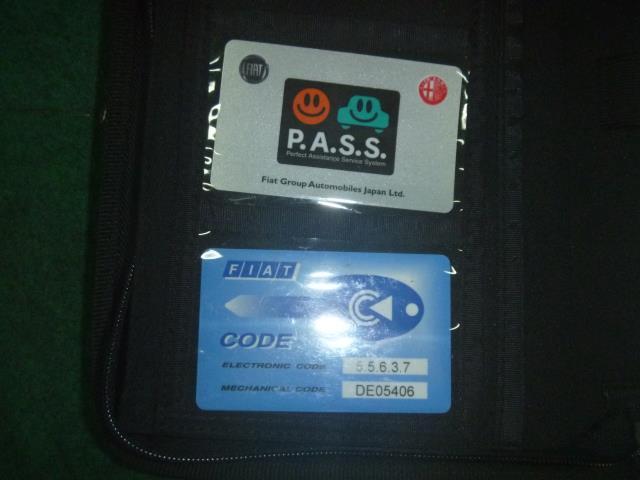 FIAT
P.A.S.S.
Perfect Assistance Service System
Fiat Group Automobiles Japan Ltd.
FIAT
CODE
ELECTRONIC CODE 5.5.6.3.7
MECHANICAL CODE DE05406